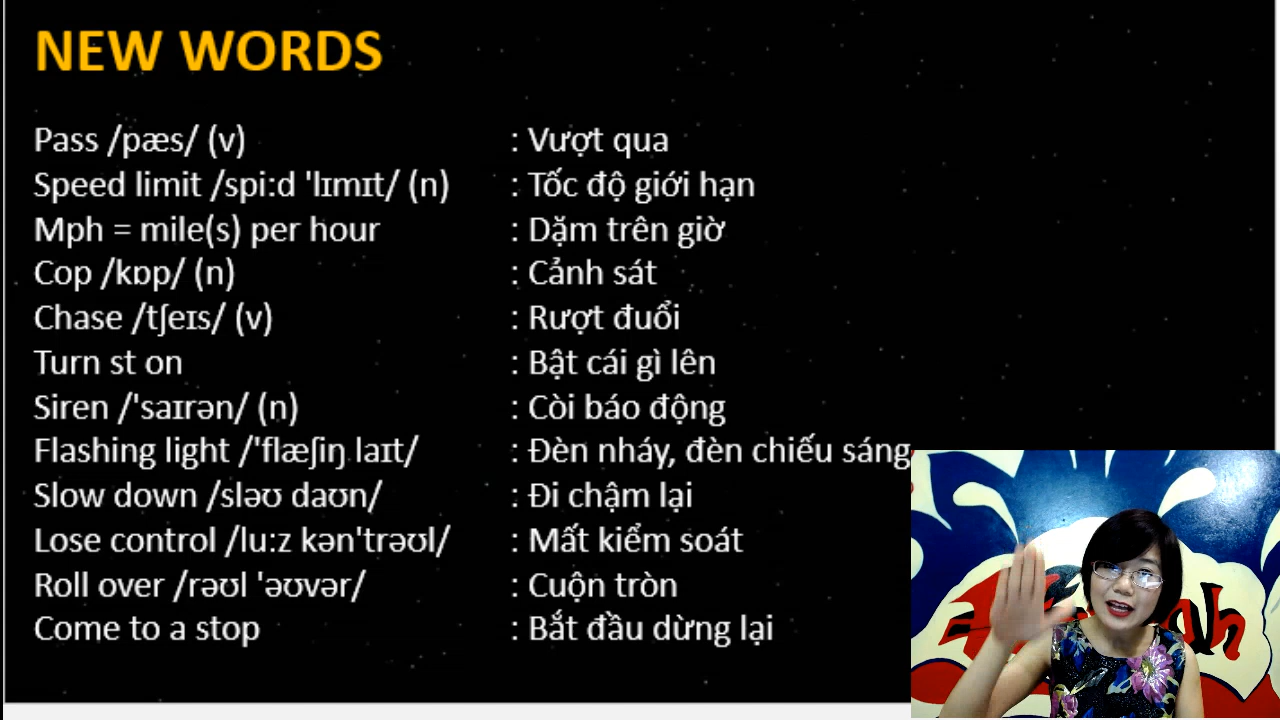 NEW WORDS
Pass /pæs/ (v) : Vượt qua
Speed limit /spi:d 'lɪmɪt/ (n) : Tốc độ giới hạn
Mph = mile(s) per hour : Dặm trên giờ
Cop /kɒp/ (n) : Cảnh sát
Chase /tʃeɪs/ (v) : Rượt đuổi
Turn st on : Bật cái gì lên
Siren /'saɪrən/ (n) : Còi báo động
Flashing light /'flæʃiŋ laɪt/ : Đèn nháy, đèn chiếu sáng
Slow down /sləʊ daʊn/ : Đi chậm lại
Lose control /lu:z kən'trəʊl/ : Mất kiểm soát
Roll over /rəʊl 'əʊvər/ : Cuộn tròn
Come to a stop : Bắt đầu dừng lại